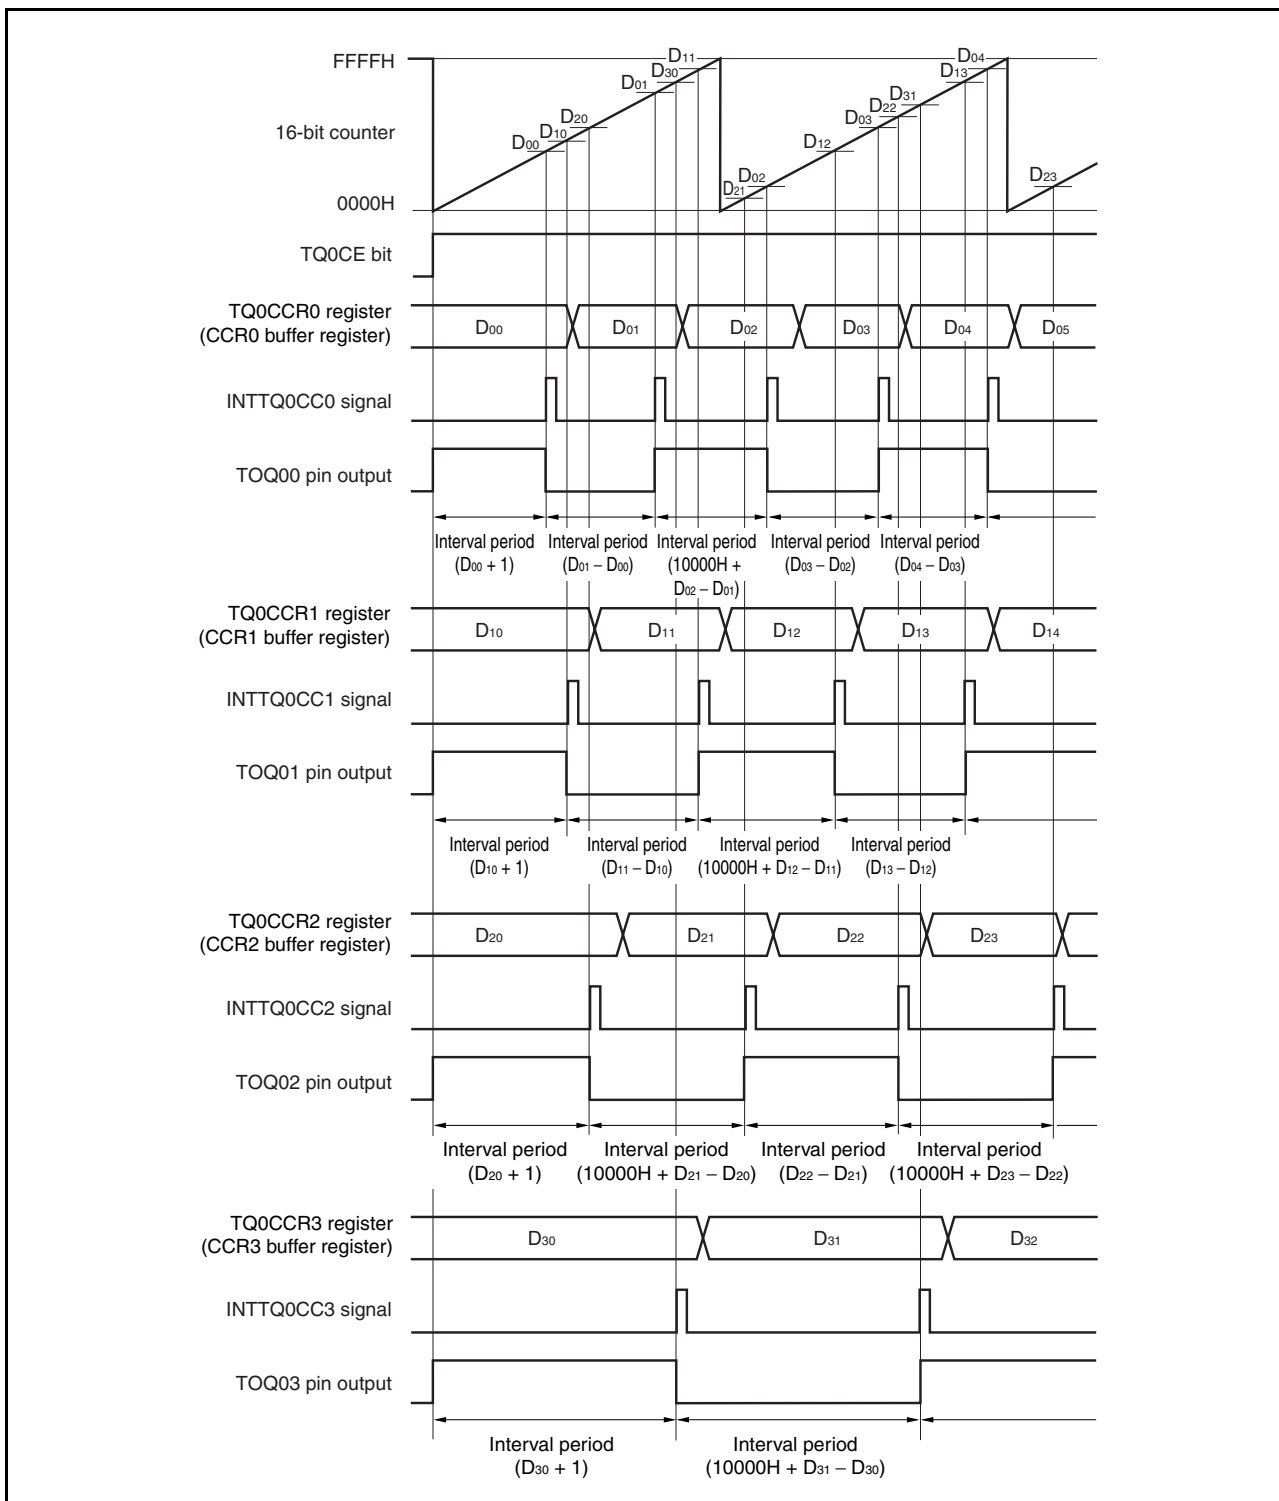 FFFFH
16-bit counter
0000H
D00
D10
D20
D01
D30
D11
D21
D02
D12
D03
D22
D31
D13
D04
D23
TQ0CE bit
TQ0CCR0 register
(CCR0 buffer register)
D00
D01
D02
D03
D04
D05
INTTQ0CC0 signal
TOQ00 pin output
Interval period
(D00 + 1)
Interval period
(D01 – D00)
Interval period
(10000H +
D02 – D01)
Interval period
(D03 – D02)
Interval period
(D04 – D03)
TQ0CCR1 register
(CCR1 buffer register)
D10
D11
D12
D13
D14
INTTQ0CC1 signal
TOQ01 pin output
Interval period
(D10 + 1)
Interval period
(D11 – D10)
Interval period
(10000H + D12 – D11)
Interval period
(D13 – D12)
TQ0CCR2 register
(CCR2 buffer register)
D20
D21
D22
D23
INTTQ0CC2 signal
TOQ02 pin output
Interval period
(D20 + 1)
Interval period
(10000H + D21 – D20)
Interval period
(D22 – D21)
Interval period
(10000H + D23 – D22)
TQ0CCR3 register
(CCR3 buffer register)
D30
D31
D32
INTTQ0CC3 signal
TOQ03 pin output
Interval period
(D30 + 1)
Interval period
(10000H + D31 – D30)